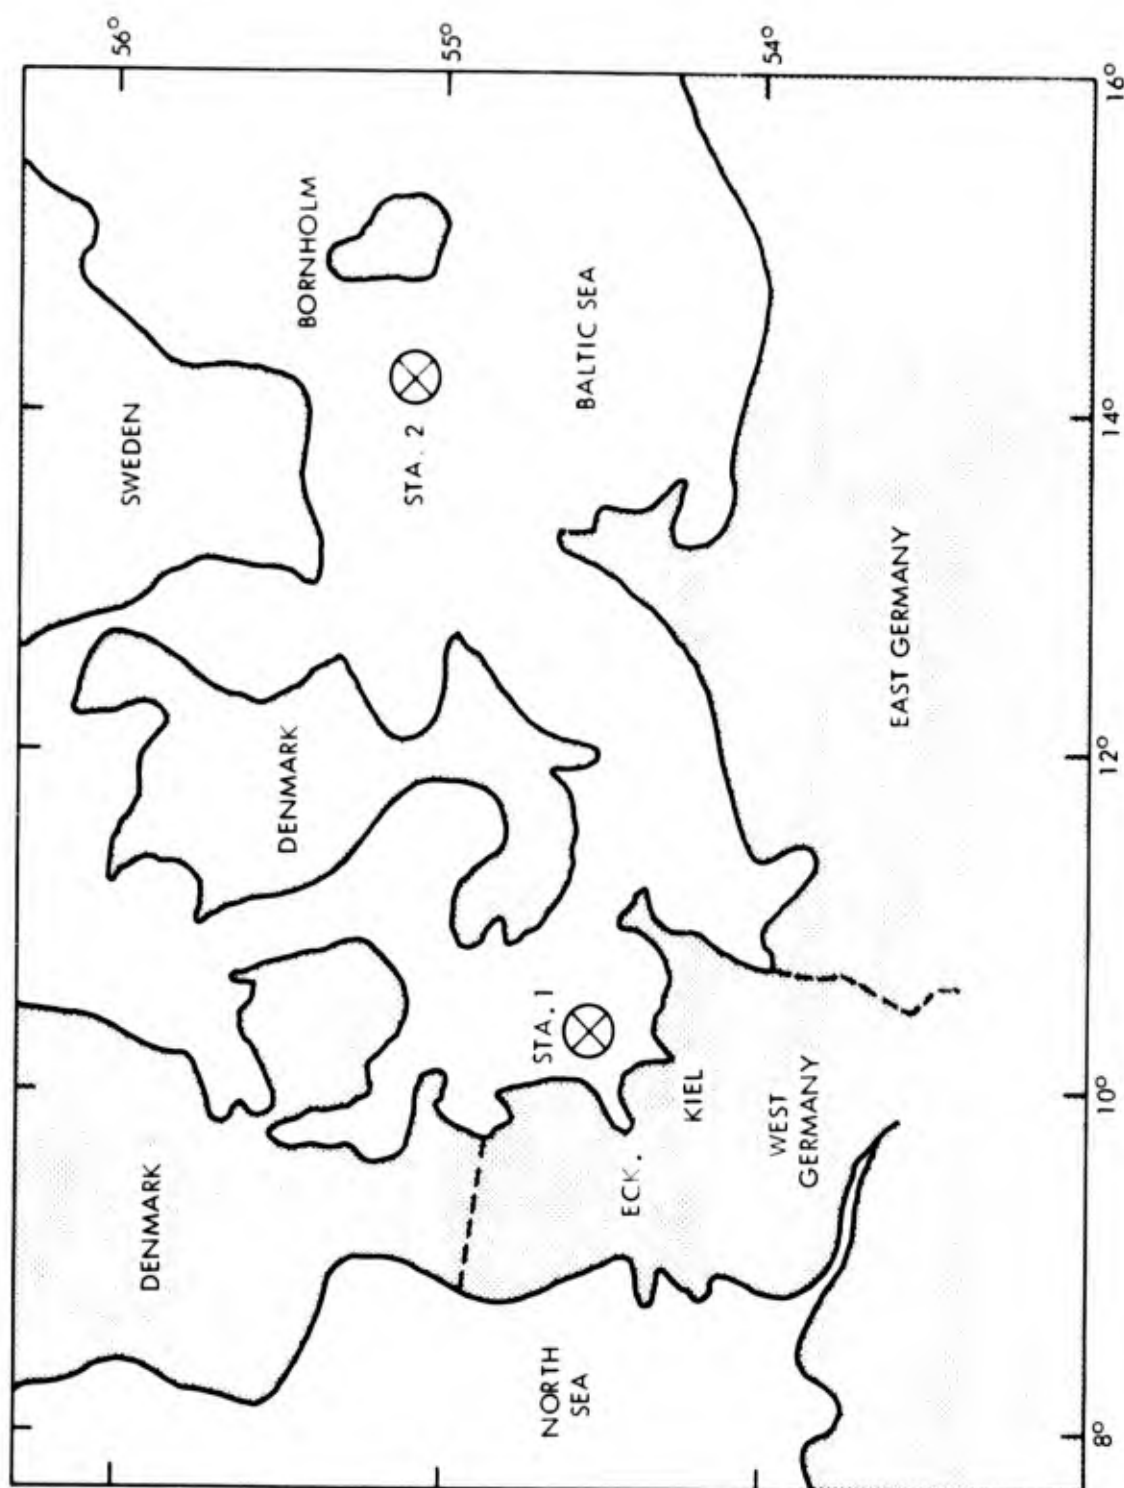 56°
55°
54°
16°
14°
12°
10°
8°
SWEDEN
BORNHOLM
STA. 2
BALTIC SEA
DENMARK
EAST GERMANY
STA. 1
DENMARK
KIEL
ECK.
WEST
GERMANY
NORTH
SEA